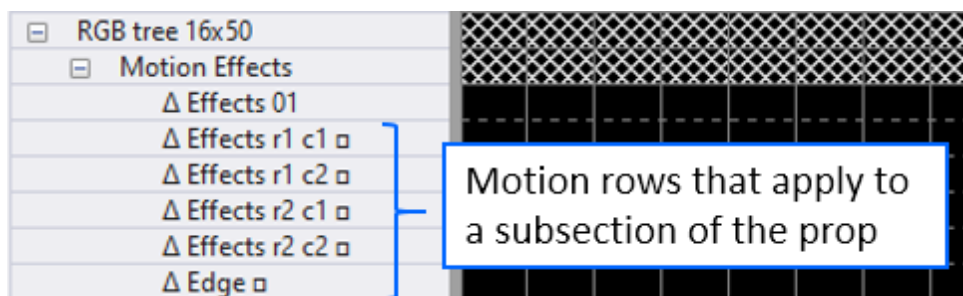 RGB tree 16x50
Motion Effects
Δ Effects 01
Δ Effects r1 c1 ¤
Δ Effects r1 c2 ¤
Δ Effects r2 c1 ¤
Δ Effects r2 c2 ¤
Δ Edge ¤
Motion rows that apply to
a subsection of the prop